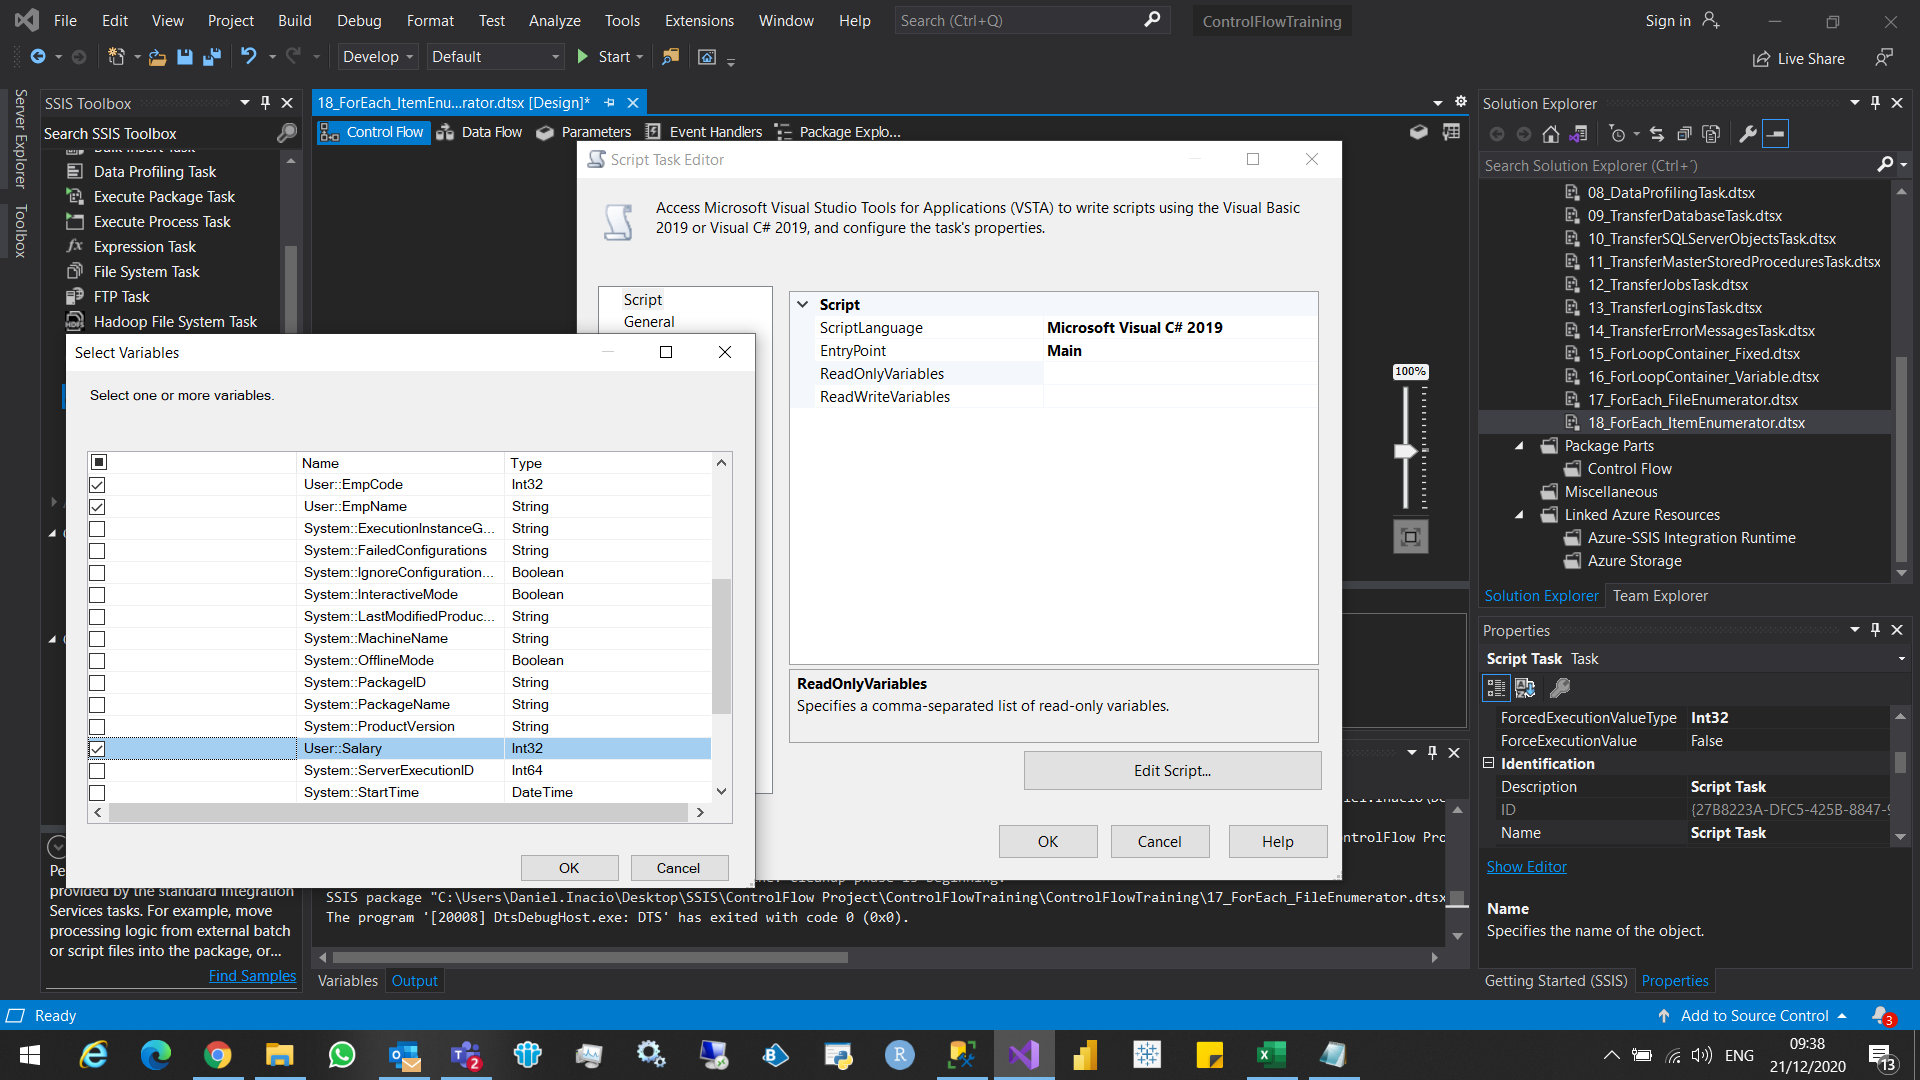 File Edit View Project Build Debug Format Test Analyze Tools Extensions Window Help Search (Ctrl+Q) ControlFlowTraining Sign in
Develop Default Start Live Share
Server Explorer
Toolbox
SSIS Toolbox
Search SSIS Toolbox
Bulk Insert Task
Data Profiling Task
Execute Package Task
Execute Process Task
Expression Task
File System Task
FTP Task
Hadoop File System Task
18_ForEach_ItemEnu...rator.dtsx [Design]*
Control Flow Data Flow Parameters Event Handlers Package Explo...
Script Task Editor
Access Microsoft Visual Studio Tools for Applications (VSTA) to write scripts using the Visual Basic
2019 or Visual C# 2019, and configure the task's properties.
Script
General
Script
ScriptLanguage Microsoft Visual C# 2019
EntryPoint Main
ReadOnlyVariables
ReadWriteVariables
ReadOnlyVariables
Specifies a comma-separated list of read-only variables.
Edit Script...
OK Cancel Help
Select Variables
Select one or more variables.
Name Type
User::EmpCode Int32
User::EmpName String
System::ExecutionInstanceG... String
System::FailedConfigurations String
System::IgnoreConfiguration... Boolean
System::InteractiveMode Boolean
System::LastModifiedProduc... String
System::MachineName String
System::OfflineMode Boolean
System::PackageID String
System::PackageName String
System::ProductVersion String
User::Salary Int32
System::ServerExecutionID Int64
System::StartTime DateTime
OK Cancel
100%
provided by the standard Integration
Services tasks. For example, move
processing logic from external batch
or script files into the package, or...
Find Samples
ontrolFlow Pro
SSIS package "C:\Users\Daniel.Inacio\Desktop\SSIS\ControlFlow Project\ControlFlowTraining\ControlFlowTraining\17_ForEach_FileEnumerator.dtsx
The program '[20008] DtsDebugHost.exe: DTS' has exited with code 0 (0x0).
Variables Output
Solution Explorer
Search Solution Explorer (Ctrl+´)
08_DataProfilingTask.dtsx
09_TransferDatabaseTask.dtsx
10_TransferSQLServerObjectsTask.dtsx
11_TransferMasterStoredProceduresTask.dtsx
12_TransferJobsTask.dtsx
13_TransferLoginsTask.dtsx
14_TransferErrorMessagesTask.dtsx
15_ForLoopContainer_Fixed.dtsx
16_ForLoopContainer_Variable.dtsx
17_ForEach_FileEnumerator.dtsx
18_ForEach_ItemEnumerator.dtsx
Package Parts
Control Flow
Miscellaneous
Linked Azure Resources
Azure-SSIS Integration Runtime
Azure Storage
Solution Explorer Team Explorer
Properties
Script Task Task
ForcedExecutionValueType Int32
ForceExecutionValue False
Identification
Description Script Task
ID {27B8223A-DFC5-425B-8847-9
Name Script Task
Show Editor
Name
Specifies the name of the object.
Getting Started (SSIS) Properties
Ready Add to Source Control 3
2 ENG 09:38
21/12/2020 13